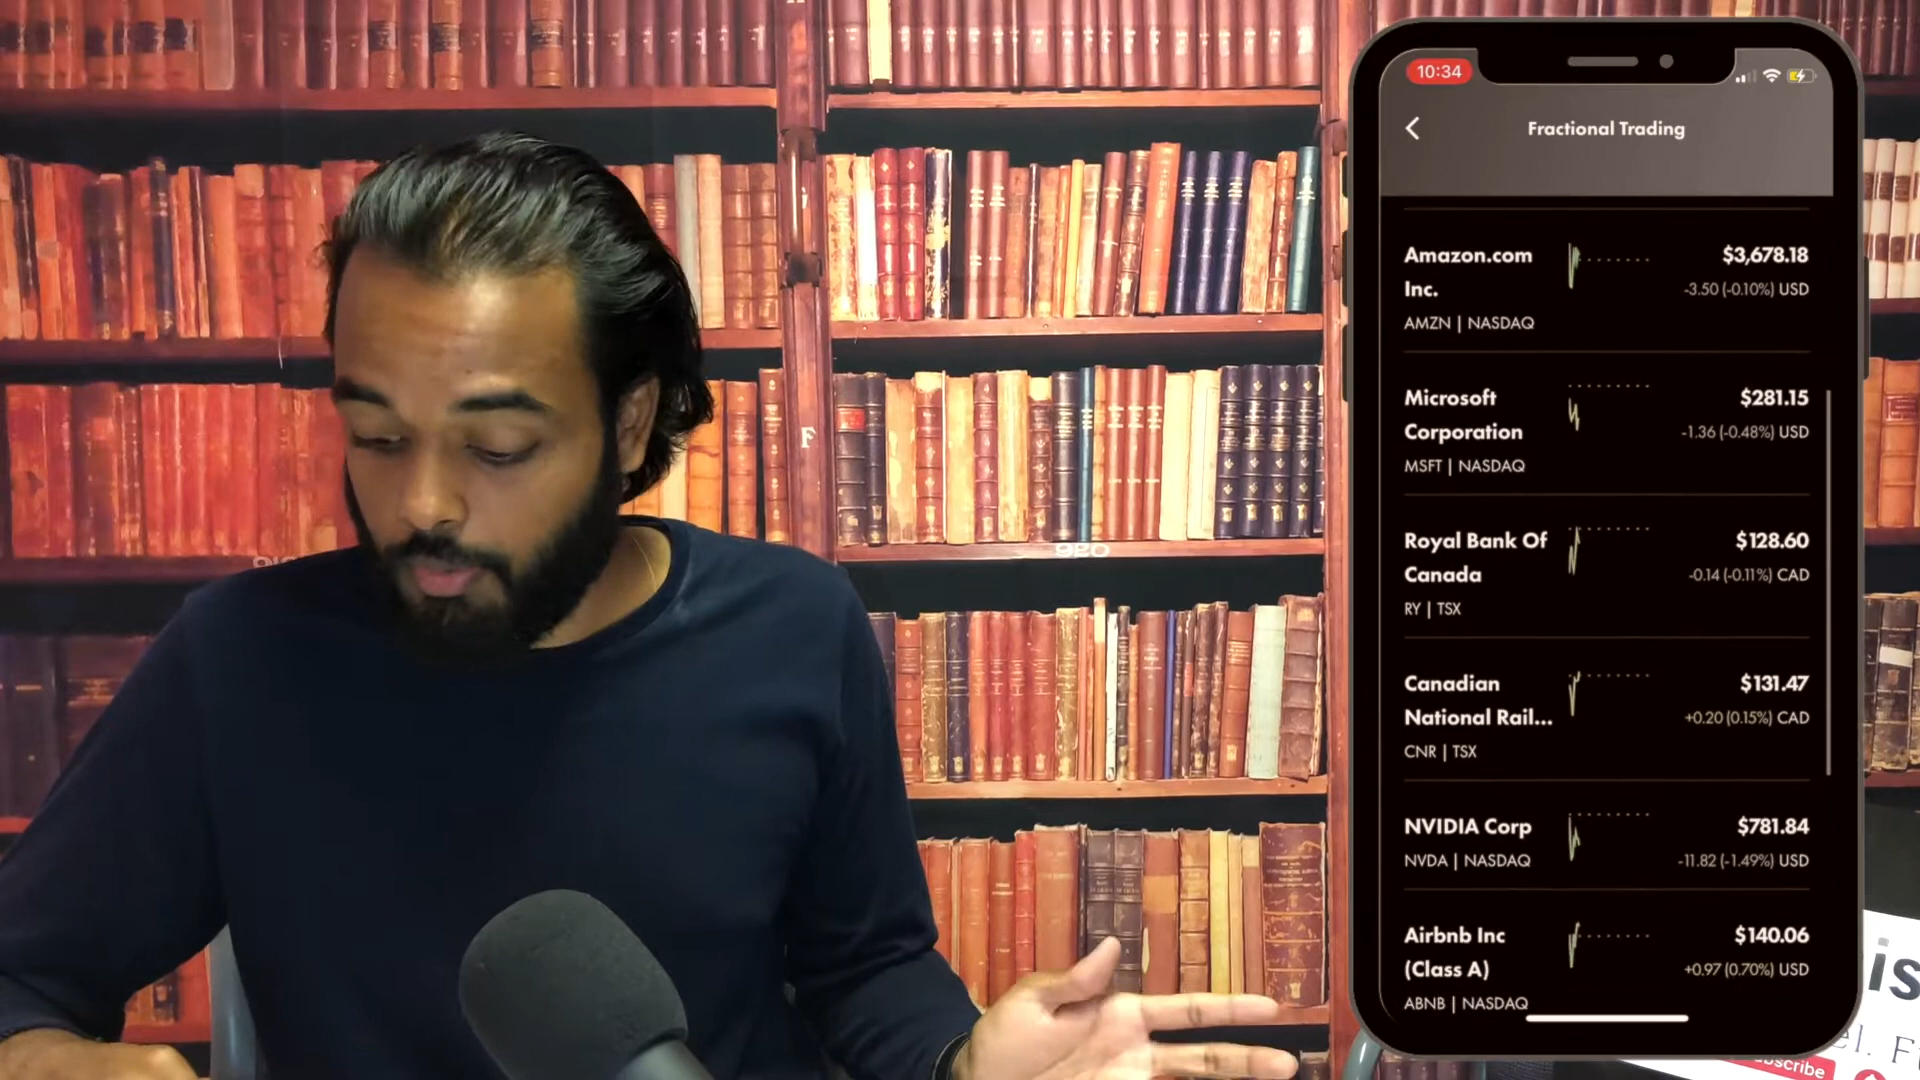 10:34
Fractional Trading
Amazon.com
Inc.
AMZN | NASDAQ
$3,678.18
-3.50 (-0.10%) USD
Microsoft
Corporation
MSFT | NASDAQ
$281.15
-1.36 (-0.48%) USD
Royal Bank Of
Canada
RY | TSX
$128.60
-0.14 (-0.11%) CAD
Canadian
National Rail...
CNR | TSX
$131.47
+0.20 (0.15%) CAD
NVIDIA Corp
NVDA | NASDAQ
$781.84
-11.82 (-1.49%) USD
Airbnb Inc
(Class A)
ABNB | NASDAQ
$140.06
+0.97 (0.70%) USD
F